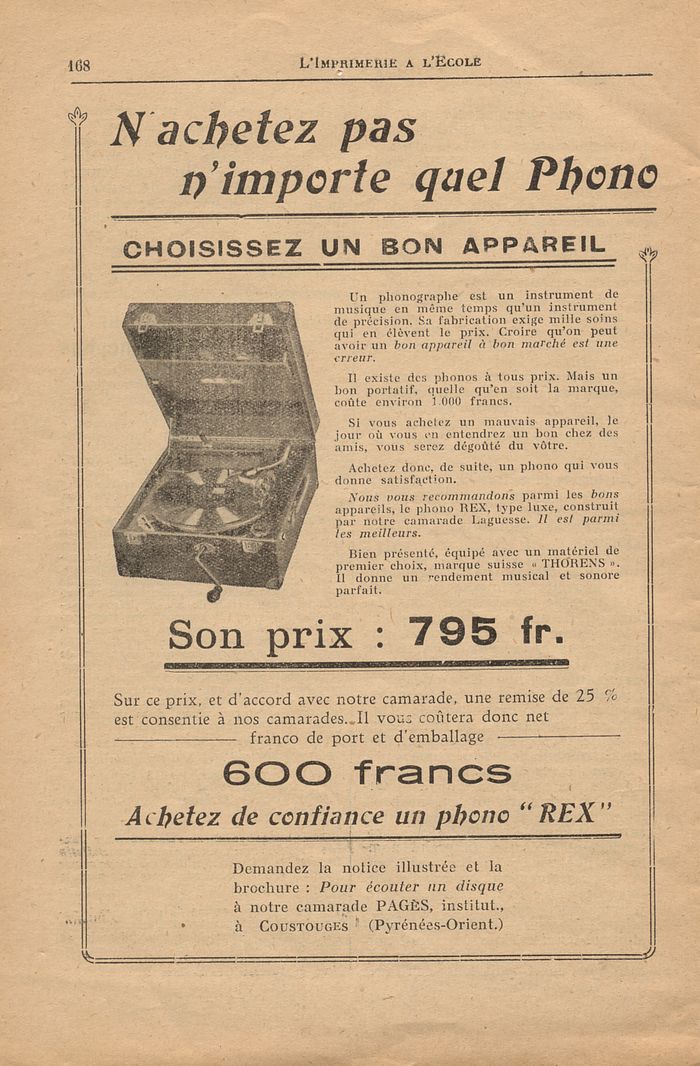 168
L'IMPRIMERIE A L'ECOLE
N'achetez pas
n'importe quel Phono
CHOISISSEZ UN BON APPAREIL
Un phonographe est un instrument de
musique en même temps qu'un instrument
de précision. Sa fabrication exige mille soins
qui en élèvent le prix. Croire qu'on peut
avoir un bon appareil à bon marché est une
erreur.
Il existe des phonos à tous prix. Mais un
bon portatif, quelle qu'en soit la marque,
coûte environ 1.000 francs.
Si vous achetez un mauvais appareil, le
jour où vous en entendrez un bon chez des
amis, vous serez dégoûté du vôtre.
Achetez donc, de suite, un phono qui vous
donne satisfaction.
Nous vous recommandons parmi les bons
appareils, le phono REX, type luxe, construit
par notre camarade Laguesse. Il est parmi
les meilleurs.
Bien présenté, équipé avec un matériel de
premier choix, marque suisse « THORENS ».
Il donne un rendement musical et sonore
parfait.
Son prix : 795 fr.
Sur ce prix, et d'accord avec notre camarade, une remise de 25 %
est consentie à nos camarades. Il vous coûtera donc net
franco de port et d'emballage
600 francs
Achetez de confiance un phono "REX"
Demandez la notice illustrée et la
brochure : Pour écouter un disque
à notre camarade PAGÈS, institut.,
à COUSTOUGES (Pyrénées-Orient.)